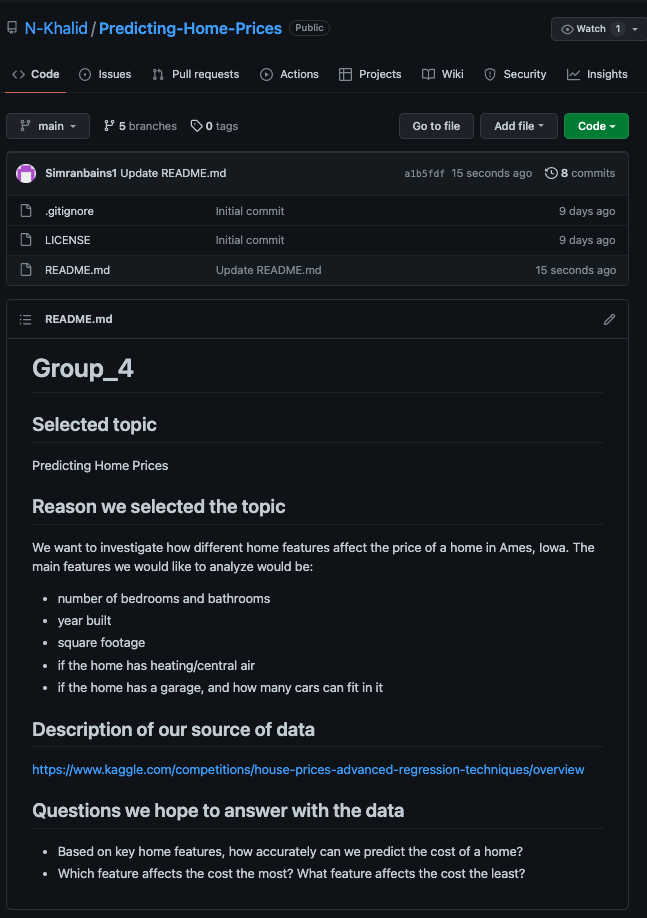 N-Khalid / Predicting-Home-Prices Public Watch 1
Code Issues Pull requests Actions Projects Wiki Security Insights
main 5 branches 0 tags Go to file Add file Code
Simranbains1 Update README.md a1b5fdf 15 seconds ago 8 commits
.gitignore Initial commit 9 days ago
LICENSE Initial commit 9 days ago
README.md Update README.md 15 seconds ago
README.md
Group_4
Selected topic
Predicting Home Prices
Reason we selected the topic
We want to investigate how different home features affect the price of a home in Ames, Iowa. The
main features we would like to analyze would be:
• number of bedrooms and bathrooms
• year built
• square footage
• if the home has heating/central air
• if the home has a garage, and how many cars can fit in it
Description of our source of data
https://www.kaggle.com/competitions/house-prices-advanced-regression-techniques/overview
Questions we hope to answer with the data
• Based on key home features, how accurately can we predict the cost of a home?
• Which feature affects the cost the most? What feature affects the cost the least?